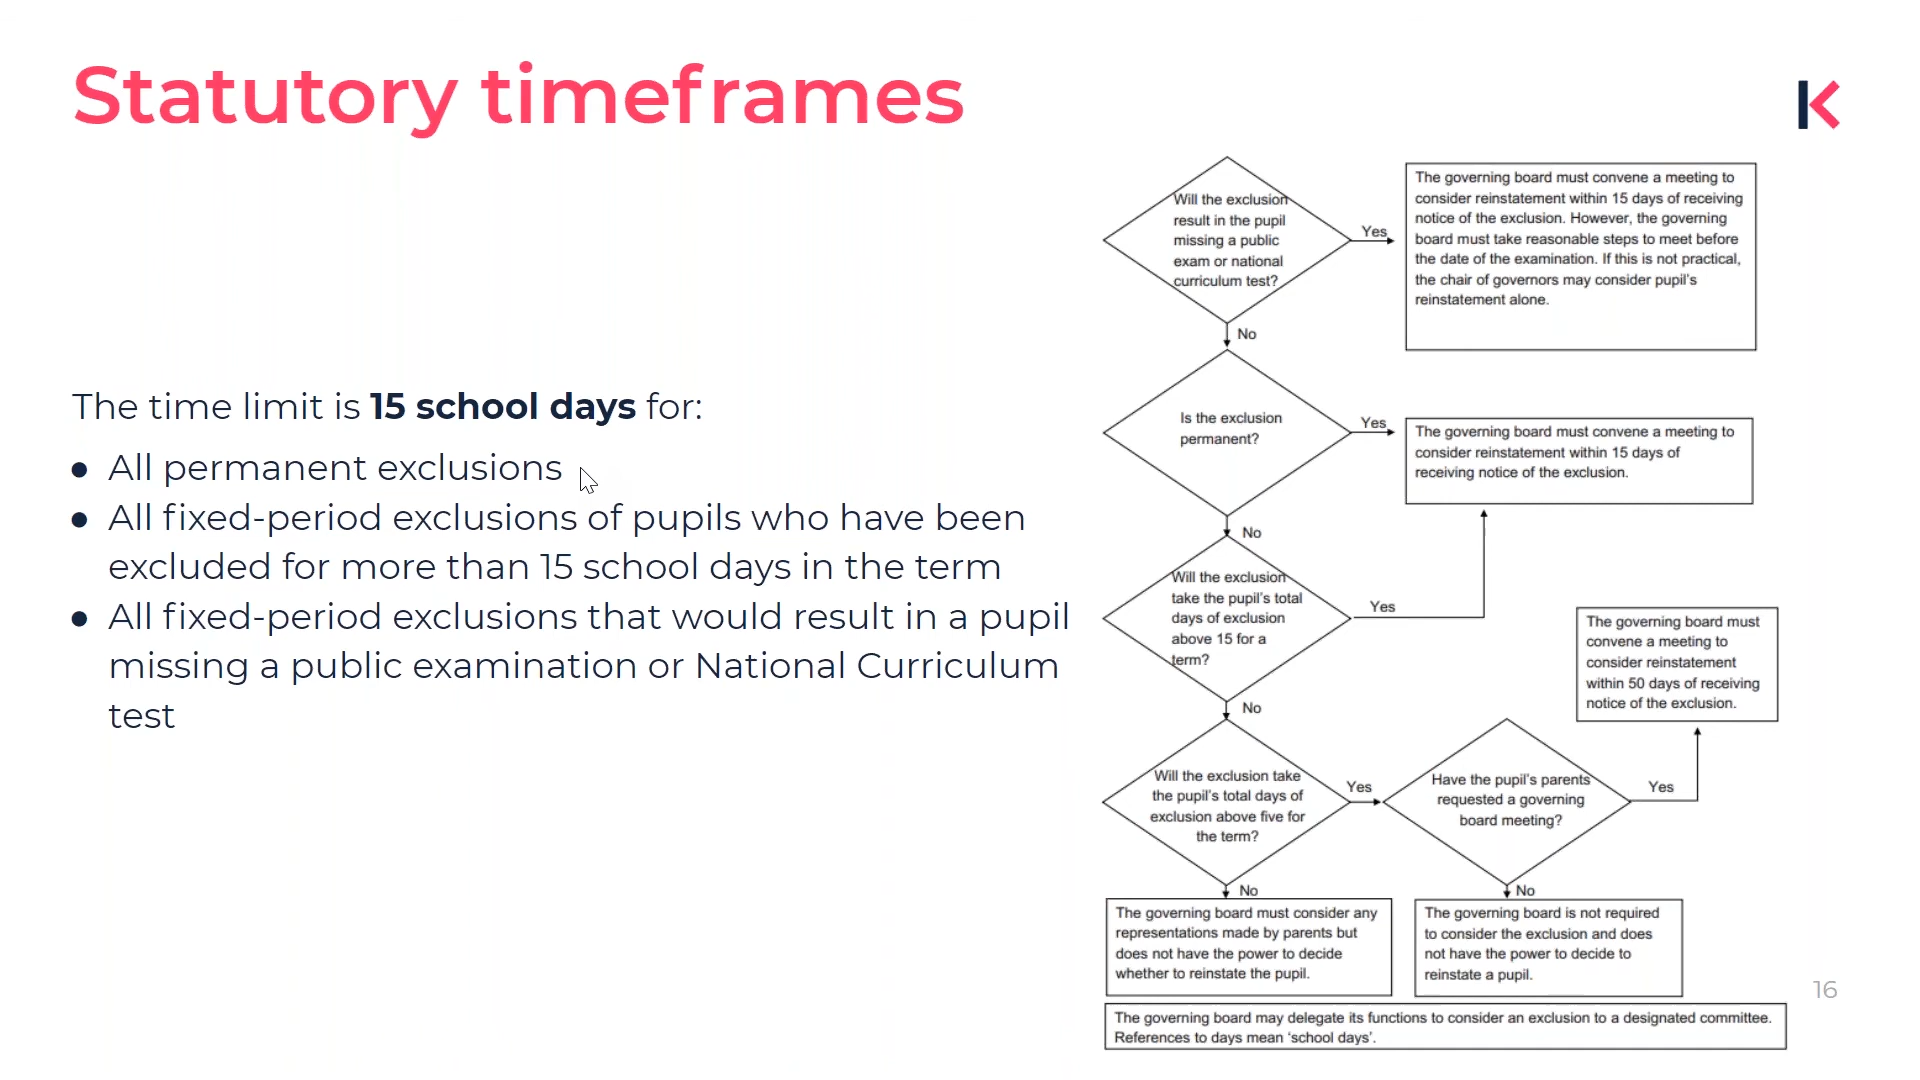 Statutory timeframes
The time limit is 15 school days for:
● All permanent exclusions
● All fixed-period exclusions of pupils who have been
excluded for more than 15 school days in the term
● All fixed-period exclusions that would result in a pupil
missing a public examination or National Curriculum
test
Will the exclusion
result in the pupil
missing a public
exam or national
curriculum test?
Yes
The governing board must convene a meeting to
consider reinstatement within 15 days of receiving
notice of the exclusion. However, the governing
board must take reasonable steps to meet before
the date of the examination. If this is not practical,
the chair of governors may consider pupil's
reinstatement alone.
No
Is the exclusion
permanent?
Yes
The governing board must convene a meeting to
consider reinstatement within 15 days of
receiving notice of the exclusion.
No
Will the exclusion
take the pupil's total
days of exclusion
above 15 for a
term?
Yes
No
Will the exclusion take
the pupil's total days of
exclusion above five for
the term?
Yes
Have the pupil's parents
requested a governing
board meeting?
Yes
The governing board must
convene a meeting to
consider reinstatement
within 50 days of receiving
notice of the exclusion.
No
The governing board must consider any
representations made by parents but
does not have the power to decide
whether to reinstate the pupil.
No
The governing board is not required
to consider the exclusion and does
not have the power to decide to
reinstate a pupil.
The governing board may delegate its functions to consider an exclusion to a designated committee.
References to days mean 'school days'.
16